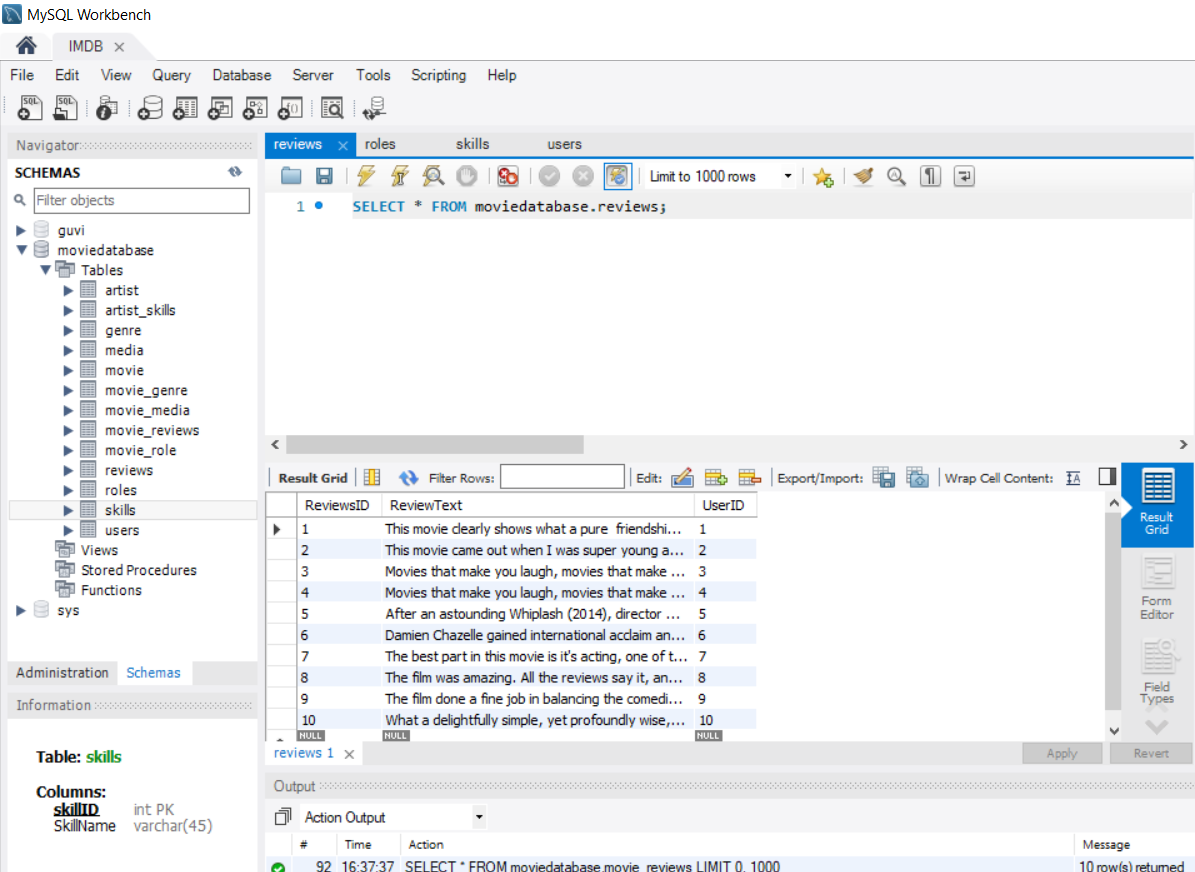 MySQL Workbench
IMDB
File Edit View Query Database Server Tools Scripting Help
Navigator
SCHEMAS
Filter objects
guvi
moviedatabase
Tables
artist
artist_skills
genre
media
movie
movie_genre
movie_media
movie_reviews
movie_role
reviews
roles
skills
users
Views
Stored Procedures
Functions
sys
Administration Schemas
Information
Table: skills
Columns:
skillID int PK
SkillName varchar(45)
reviews roles skills users
Limit to 1000 rows
1 SELECT * FROM moviedatabase.reviews;
Result Grid Filter Rows: Edit: Export/Import: Wrap Cell Content:
ReviewsID ReviewText UserID
1 This movie clearly shows what a pure friendshi... 1
2 This movie came out when I was super young a... 2
3 Movies that make you laugh, movies that make ... 3
4 Movies that make you laugh, movies that make ... 4
5 After an astounding Whiplash (2014), director ... 5
6 Damien Chazelle gained international acclaim an... 6
7 The best part in this movie is it's acting, one of t... 7
8 The film was amazing. All the reviews say it, an... 8
9 The film done a fine job in balancing the comedi... 9
10 What a delightfully simple, yet profoundly wise,... 10
NULL NULL NULL
Result
Grid
Form
Editor
Field
Types
reviews 1
Apply Revert
Output
Action Output
# Time Action Message
92 16:37:37 SELECT * FROM moviedatabase.movie_reviews LIMIT 0, 1000 10 row(s) returned